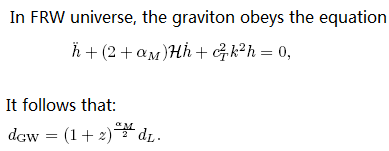 In FRW universe, the graviton obeys the equation
ḧ + (2 + α_M)ℋḣ + c_T^2 k^2 h = 0,
It follows that:
d_GW = (1 + z)^{α_M/2} d_L.